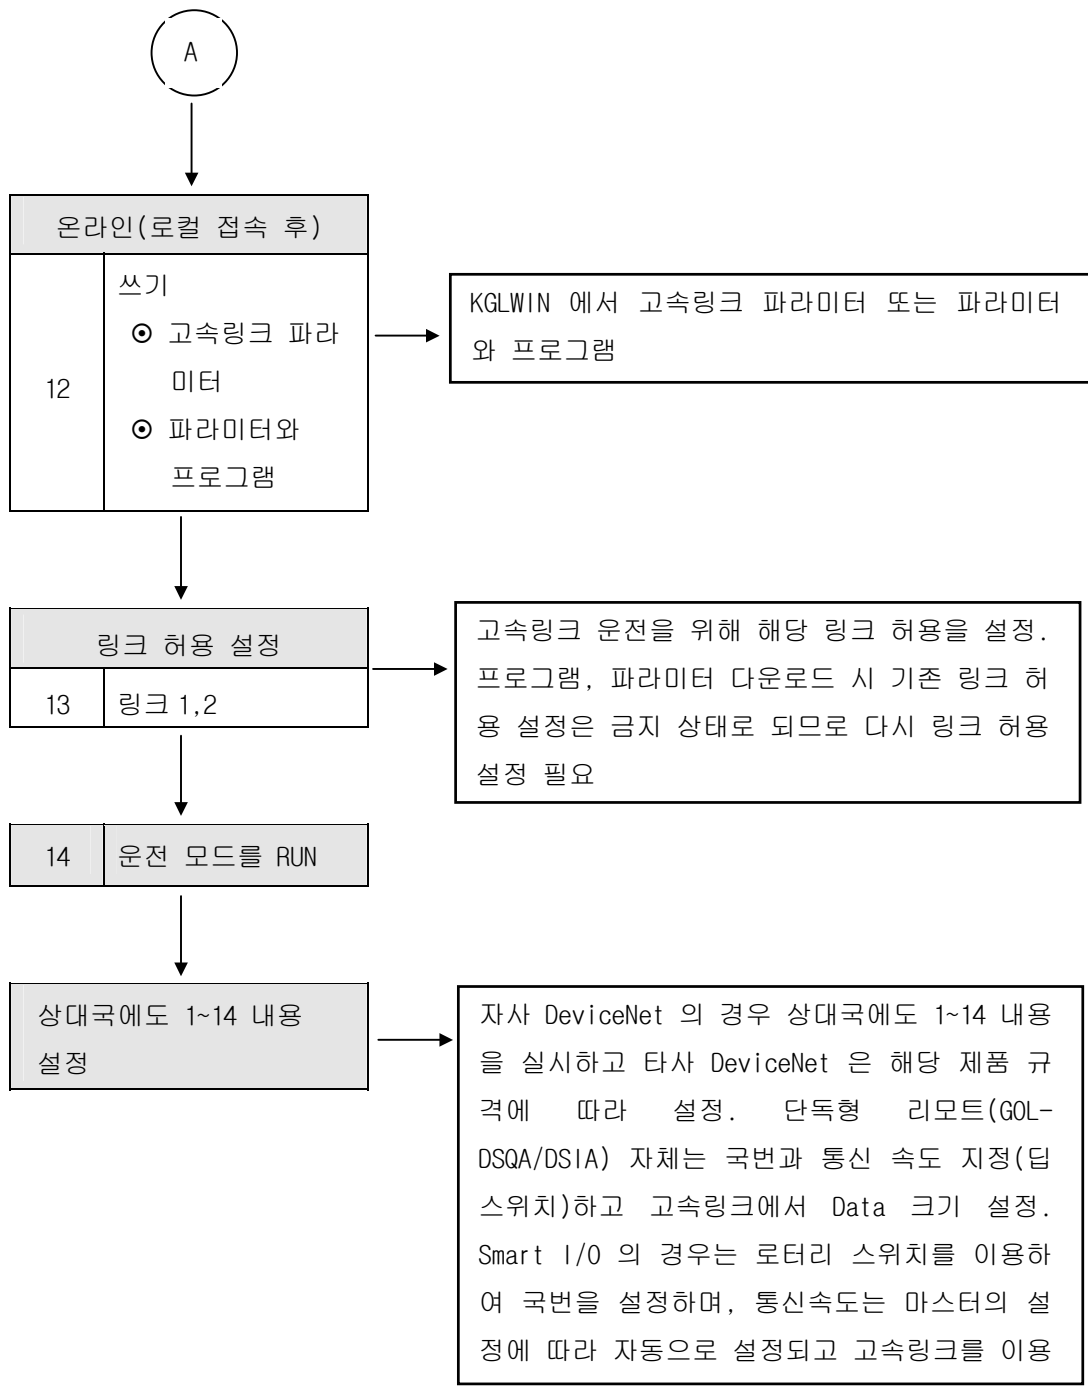 A
온라인(로컬 접속 후)
12
쓰기
⊙ 고속링크 파라
미터
⊙ 파라미터와
프로그램
KGLWIN 에서 고속링크 파라미터 또는 파라미터
와 프로그램
링크 허용 설정
13 링크 1,2
고속링크 운전을 위해 해당 링크 허용을 설정.
프로그램, 파라미터 다운로드 시 기존 링크 허
용 설정은 금지 상태로 되므로 다시 링크 허용
설정 필요
14 운전 모드를 RUN
상대국에도 1~14 내용
설정
자사 DeviceNet 의 경우 상대국에도 1~14 내용
을 실시하고 타사 DeviceNet 은 해당 제품 규
격에 따라 설정. 단독형 리모트(GOL-
DSQA/DSIA) 자체는 국번과 통신 속도 지정(딥
스위치)하고 고속링크에서 Data 크기 설정.
Smart I/O 의 경우는 로터리 스위치를 이용하
여 국번을 설정하며, 통신속도는 마스터의 설
정에 따라 자동으로 설정되고 고속링크를 이용